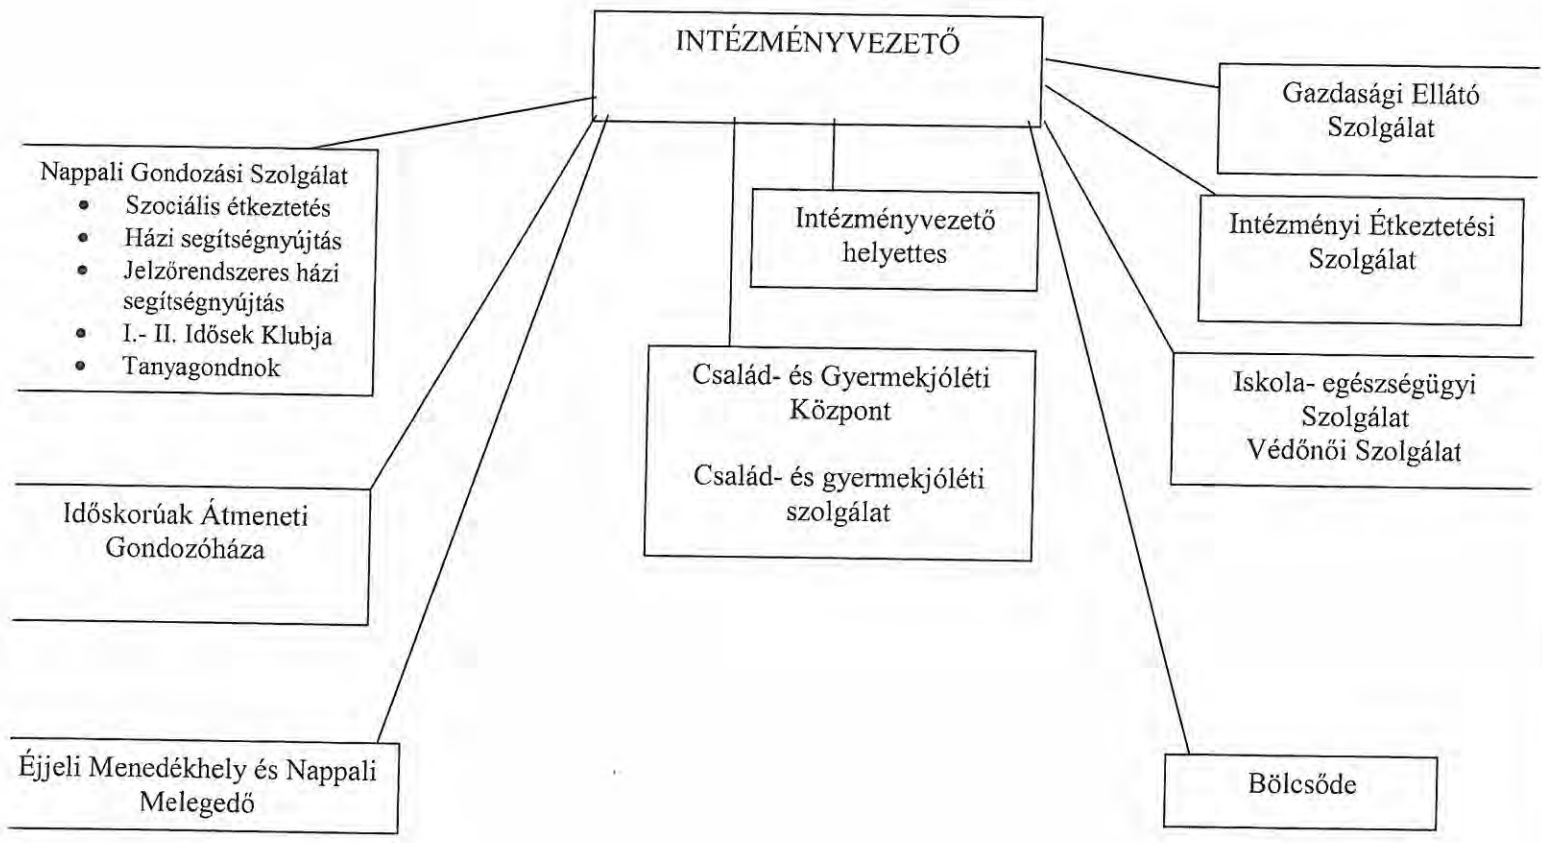 INTÉZMÉNYVEZETŐ
Gazdasági Ellátó
Szolgálat
Nappali Gondozási Szolgálat
• Szociális étkeztetés
• Házi segítségnyújtás
• Jelzőrendszeres házi
segítségnyújtás
• I.- II. Idősek Klubja
• Tanyagondnok
Intézményvezető
helyettes
Intézményi Étkeztetési
Szolgálat
Család- és Gyermekjóléti
Központ
Család- és gyermekjóléti
szolgálat
Iskola- egészségügyi
Szolgálat
Védőnői Szolgálat
Időskorúak Átmeneti
Gondozóháza
Éjjeli Menedékhely és Nappali
Melegedő
Bölcsőde